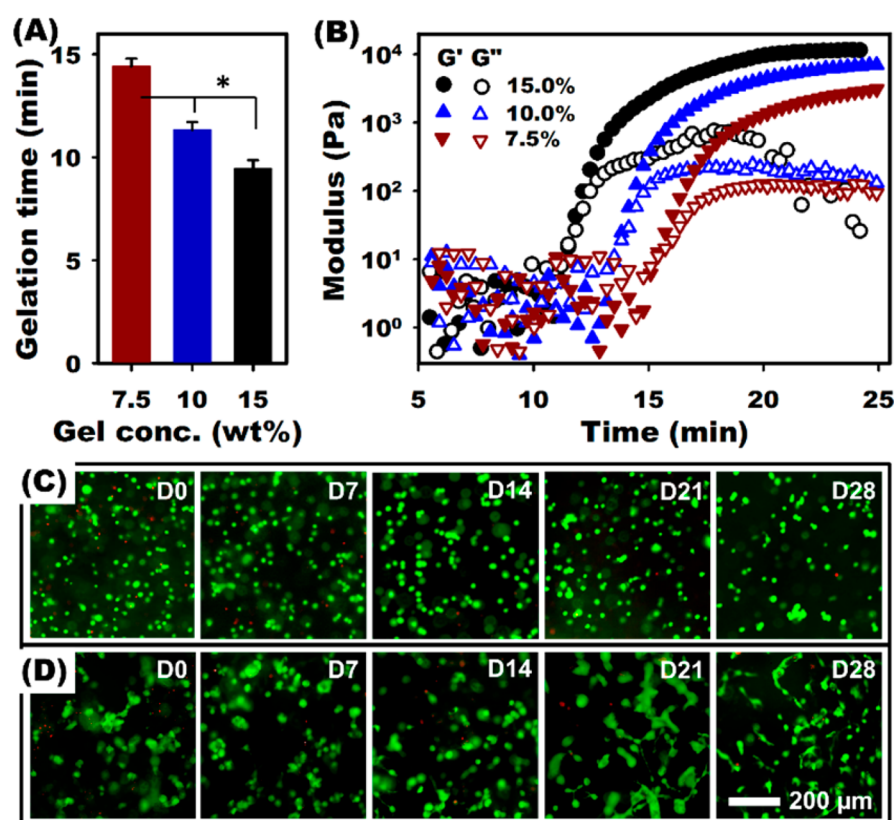 (A)
Gelation time (min)
15
10
5
0
*
7.5 10 15
Gel conc. (wt%)
(B)
Modulus (Pa)
10⁴
10³
10²
10¹
10⁰
G' G"
15.0%
10.0%
7.5%
5 10 15 20 25
Time (min)
(C)
D0 D7 D14 D21 D28
(D)
D0 D7 D14 D21 D28
200 µm